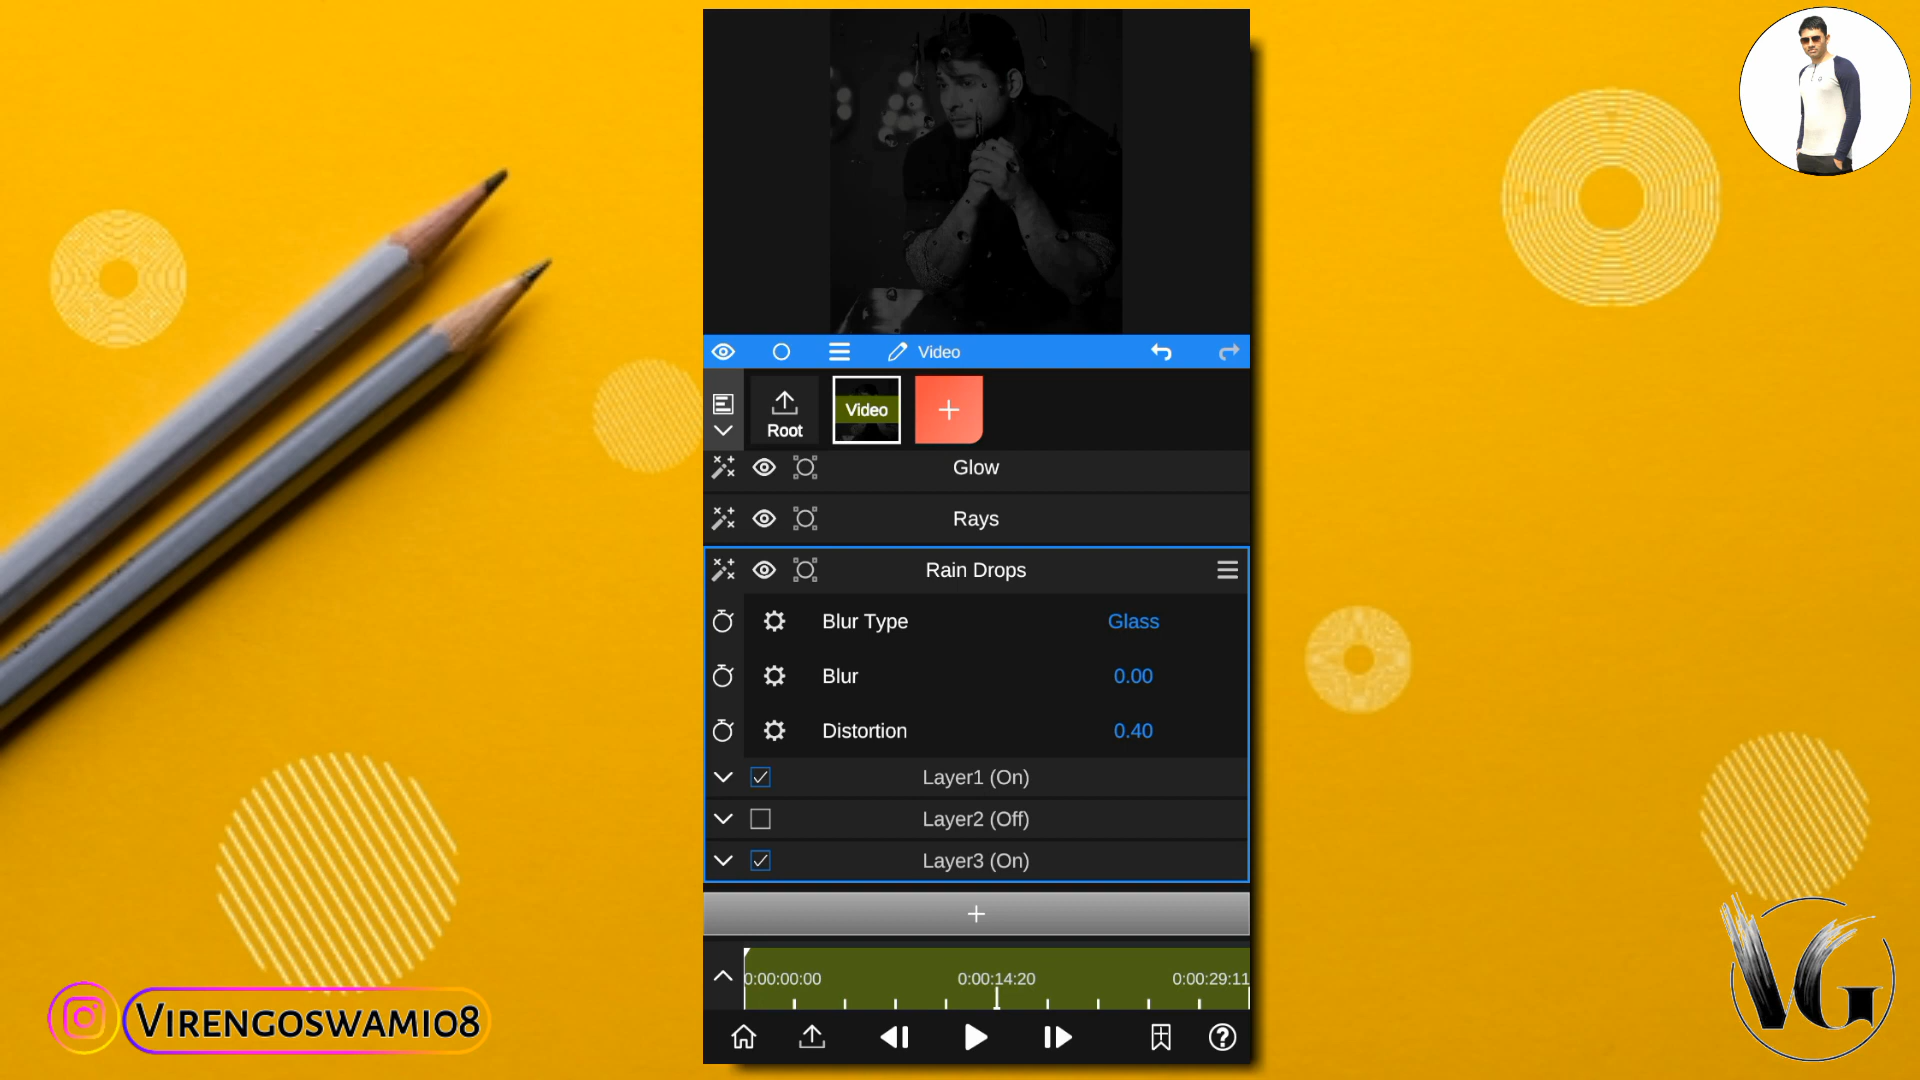 Video
Root
Video
Glow
Rays
Rain Drops
Blur Type Glass
Blur 0.00
Distortion 0.40
Layer1 (On)
Layer2 (Off)
Layer3 (On)
0:00:00:00 0:00:14:20 0:00:29:11
VIRENGOSWAMI08
VG